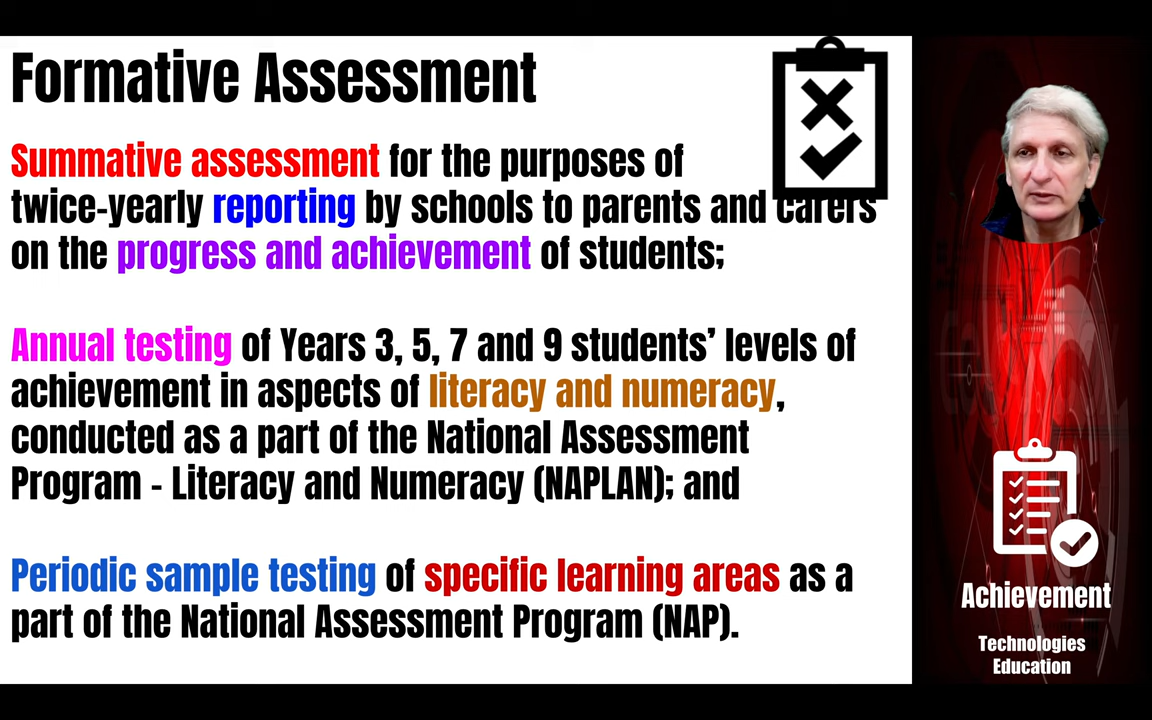 Formative Assessment
Summative assessment for the purposes of
twice-yearly reporting by schools to parents and carers
on the progress and achievement of students;
Annual testing of Years 3, 5, 7 and 9 students’ levels of
achievement in aspects of literacy and numeracy,
conducted as a part of the National Assessment
Program - Literacy and Numeracy (NAPLAN); and
Periodic sample testing of specific learning areas as a
part of the National Assessment Program (NAP).
Achievement
Technologies
Education